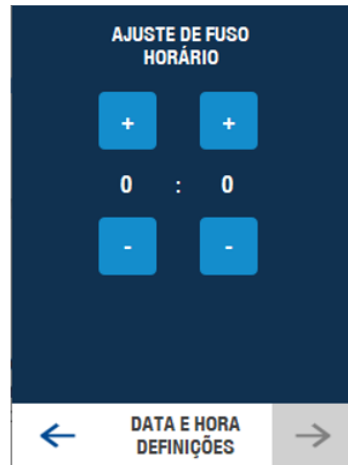 AJUSTE DE FUSO
HORÁRIO
+ +
0 : 0
- -
DATA E HORA
DEFINIÇÕES